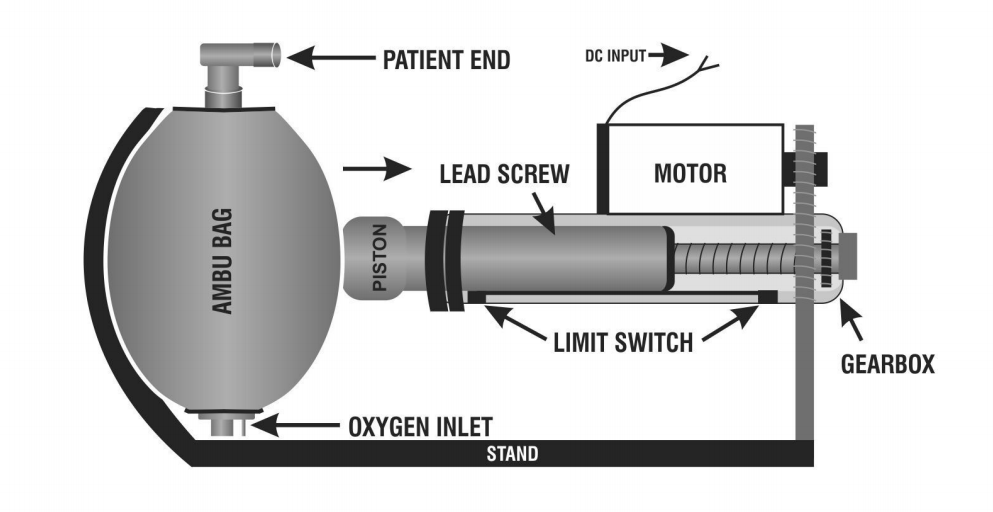 PATIENT END
DC INPUT
MOTOR
LEAD SCREW
AMBU BAG
PISTON
LIMIT SWITCH
GEARBOX
OXYGEN INLET
STAND